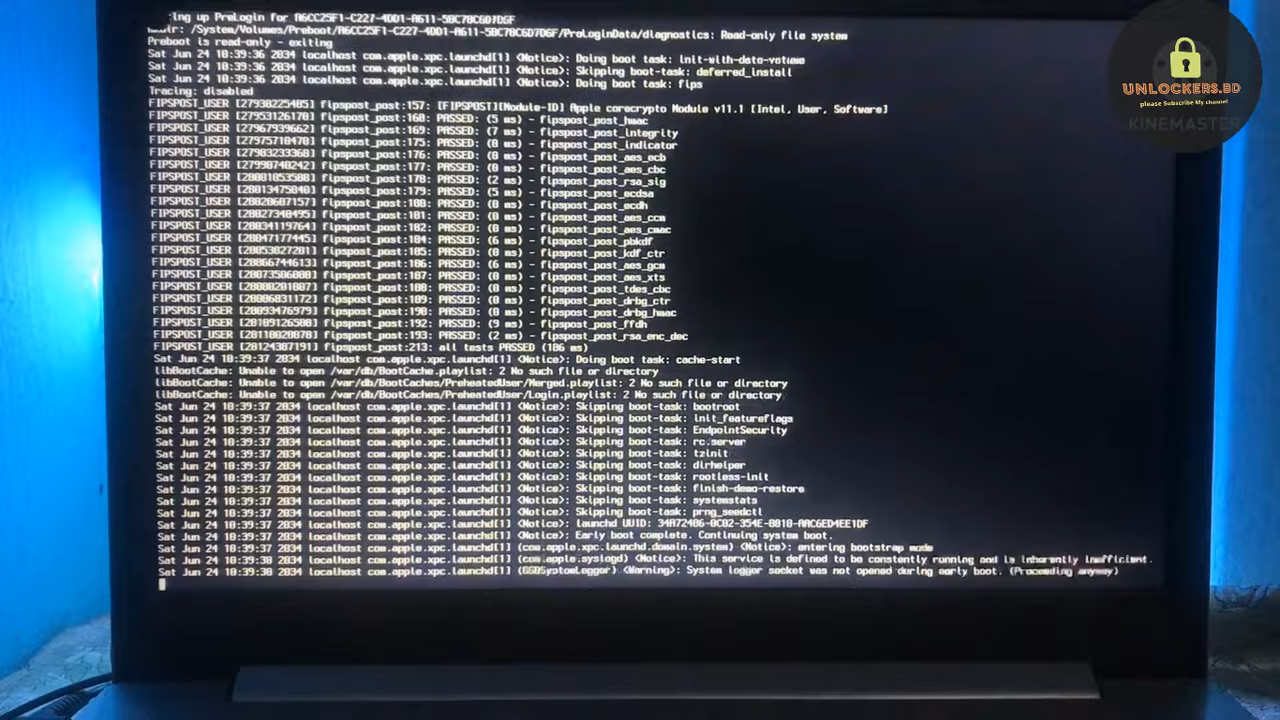 ing up PreLogin for A6CC25F1-C227-4DD1-A611-5BC78C6D7D6F
mkdir: /System/Volumes/Preboot/A6CC25F1-C227-4DD1-A611-5BC78C6D7D6F/PreLoginData/diagnostics: Read-only file system
Preboot is read-only - exiting
Sat Jun 24 10:39:36 2034 localhost com.apple.xpc.launchd[1] <Notice>: Doing boot task: init-with-data-volume
Sat Jun 24 10:39:36 2034 localhost com.apple.xpc.launchd[1] <Notice>: Skipping boot-task: deferred_install
Sat Jun 24 10:39:36 2034 localhost com.apple.xpc.launchd[1] <Notice>: Doing boot task: fips
Tracing: disabled
FIPSPOST_USER fipspost_post:157: [FIPSPOST][Module-ID] Apple corecrypto Module v11.1 [Intel, User, Software]
FIPSPOST_USER [27953126170] fipspost_post:168: PASSED: (5 ms) - fipspost_post_hmac
FIPSPOST_USER [27967939662] fipspost_post:169: PASSED: (7 ms) - fipspost_post_integrity
FIPSPOST_USER fipspost_post:175: PASSED: (0 ms) - fipspost_post_indicator
FIPSPOST_USER fipspost_post:176: PASSED: (0 ms) - fipspost_post_aes_ecb
FIPSPOST_USER fipspost_post:177: PASSED: (0 ms) - fipspost_post_aes_cbc
FIPSPOST_USER fipspost_post:178: PASSED: (2 ms) - fipspost_post_rsa_sig
FIPSPOST_USER fipspost_post:179: PASSED: (5 ms) - fipspost_post_ecdsa
FIPSPOST_USER fipspost_post:180: PASSED: (0 ms) - fipspost_post_ecdh
FIPSPOST_USER fipspost_post:181: PASSED: (0 ms) - fipspost_post_aes_ccm
FIPSPOST_USER fipspost_post:182: PASSED: (0 ms) - fipspost_post_aes_cmac
FIPSPOST_USER fipspost_post:184: PASSED: (6 ms) - fipspost_post_pbkdf
FIPSPOST_USER fipspost_post:185: PASSED: (0 ms) - fipspost_post_kdf_ctr
FIPSPOST_USER fipspost_post:186: PASSED: (6 ms) - fipspost_post_aes_gcm
FIPSPOST_USER fipspost_post:187: PASSED: (0 ms) - fipspost_post_aes_xts
FIPSPOST_USER fipspost_post:188: PASSED: (0 ms) - fipspost_post_tdes_cbc
FIPSPOST_USER fipspost_post:189: PASSED: (0 ms) - fipspost_post_drbg_ctr
FIPSPOST_USER fipspost_post:190: PASSED: (0 ms) - fipspost_post_drbg_hmac
FIPSPOST_USER fipspost_post:192: PASSED: (9 ms) - fipspost_post_ffdh
FIPSPOST_USER fipspost_post:193: PASSED: (2 ms) - fipspost_post_rsa_enc_dec
FIPSPOST_USER fipspost_post:213: all tests PASSED (186 ms)
Sat Jun 24 10:39:37 2034 localhost com.apple.xpc.launchd[1] <Notice>: Doing boot task: cache-start
libBootCache: Unable to open /var/db/BootCache.playlist: 2 No such file or directory
libBootCache: Unable to open /var/db/BootCaches/PreheatedUser/Merged.playlist: 2 No such file or directory
libBootCache: Unable to open /var/db/BootCaches/PreheatedUser/Login.playlist: 2 No such file or directory
Sat Jun 24 10:39:37 2034 localhost com.apple.xpc.launchd[1] <Notice>: Skipping boot-task: bootroot
Sat Jun 24 10:39:37 2034 localhost com.apple.xpc.launchd[1] <Notice>: Skipping boot-task: init_featureflags
Sat Jun 24 10:39:37 2034 localhost com.apple.xpc.launchd[1] <Notice>: Skipping boot-task: EndpointSecurity
Sat Jun 24 10:39:37 2034 localhost com.apple.xpc.launchd[1] <Notice>: Skipping boot-task: rc.server
Sat Jun 24 10:39:37 2034 localhost com.apple.xpc.launchd[1] <Notice>: Skipping boot-task: tzinit
Sat Jun 24 10:39:37 2034 localhost com.apple.xpc.launchd[1] <Notice>: Skipping boot-task: dirhelper
Sat Jun 24 10:39:37 2034 localhost com.apple.xpc.launchd[1] <Notice>: Skipping boot-task: rootless-init
Sat Jun 24 10:39:37 2034 localhost com.apple.xpc.launchd[1] <Notice>: Skipping boot-task: finish-demo-restore
Sat Jun 24 10:39:37 2034 localhost com.apple.xpc.launchd[1] <Notice>: Skipping boot-task: systemstats
Sat Jun 24 10:39:37 2034 localhost com.apple.xpc.launchd[1] <Notice>: Skipping boot-task: prng_seedctl
Sat Jun 24 10:39:37 2034 localhost com.apple.xpc.launchd[1] <Notice>: launchd UUID:
Sat Jun 24 10:39:37 2034 localhost com.apple.xpc.launchd[1] <Notice>: Early boot complete. Continuing system boot.
Sat Jun 24 10:39:38 2034 localhost com.apple.xpc.launchd[1] (com.apple.xpc.launchd.domain.system) <Notice>: entering bootstrap mode
Sat Jun 24 10:39:38 2034 localhost com.apple.xpc.launchd[1] (com.apple.syslogd) <Notice>: This service is defined to be constantly running and is inherently inefficient.
Sat Jun 24 10:39:38 2034 localhost com.apple.xpc.launchd[1] <Warning>: System logger socket was not opened during early boot. (Proceeding anyway)
UNLOCKERS.BD
please Subscribe My channel
KINEMASTER